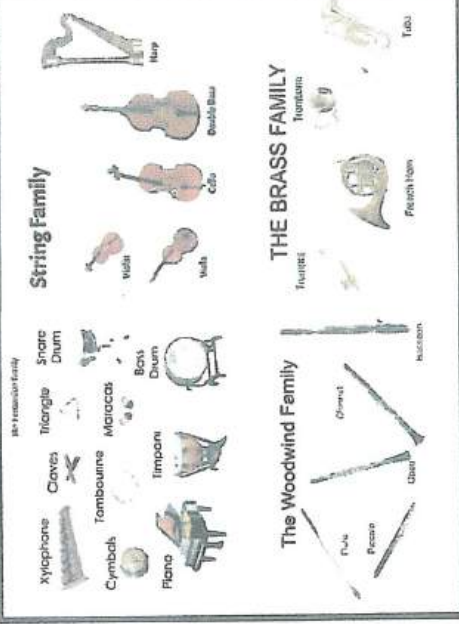 The Percussion Family
Xylophone
Claves
Triangle
Snare
Drum
Cymbals
Tambourine
Maracas
Bass
Drum
Piano
Timpani
String Family
Violin
Viola
Cello
Double Bass
Harp
The Woodwind Family
Flute
Piccolo
Oboe
Clarinet
Bassoon
THE BRASS FAMILY
Trumpet
French Horn
Trombone
Tuba